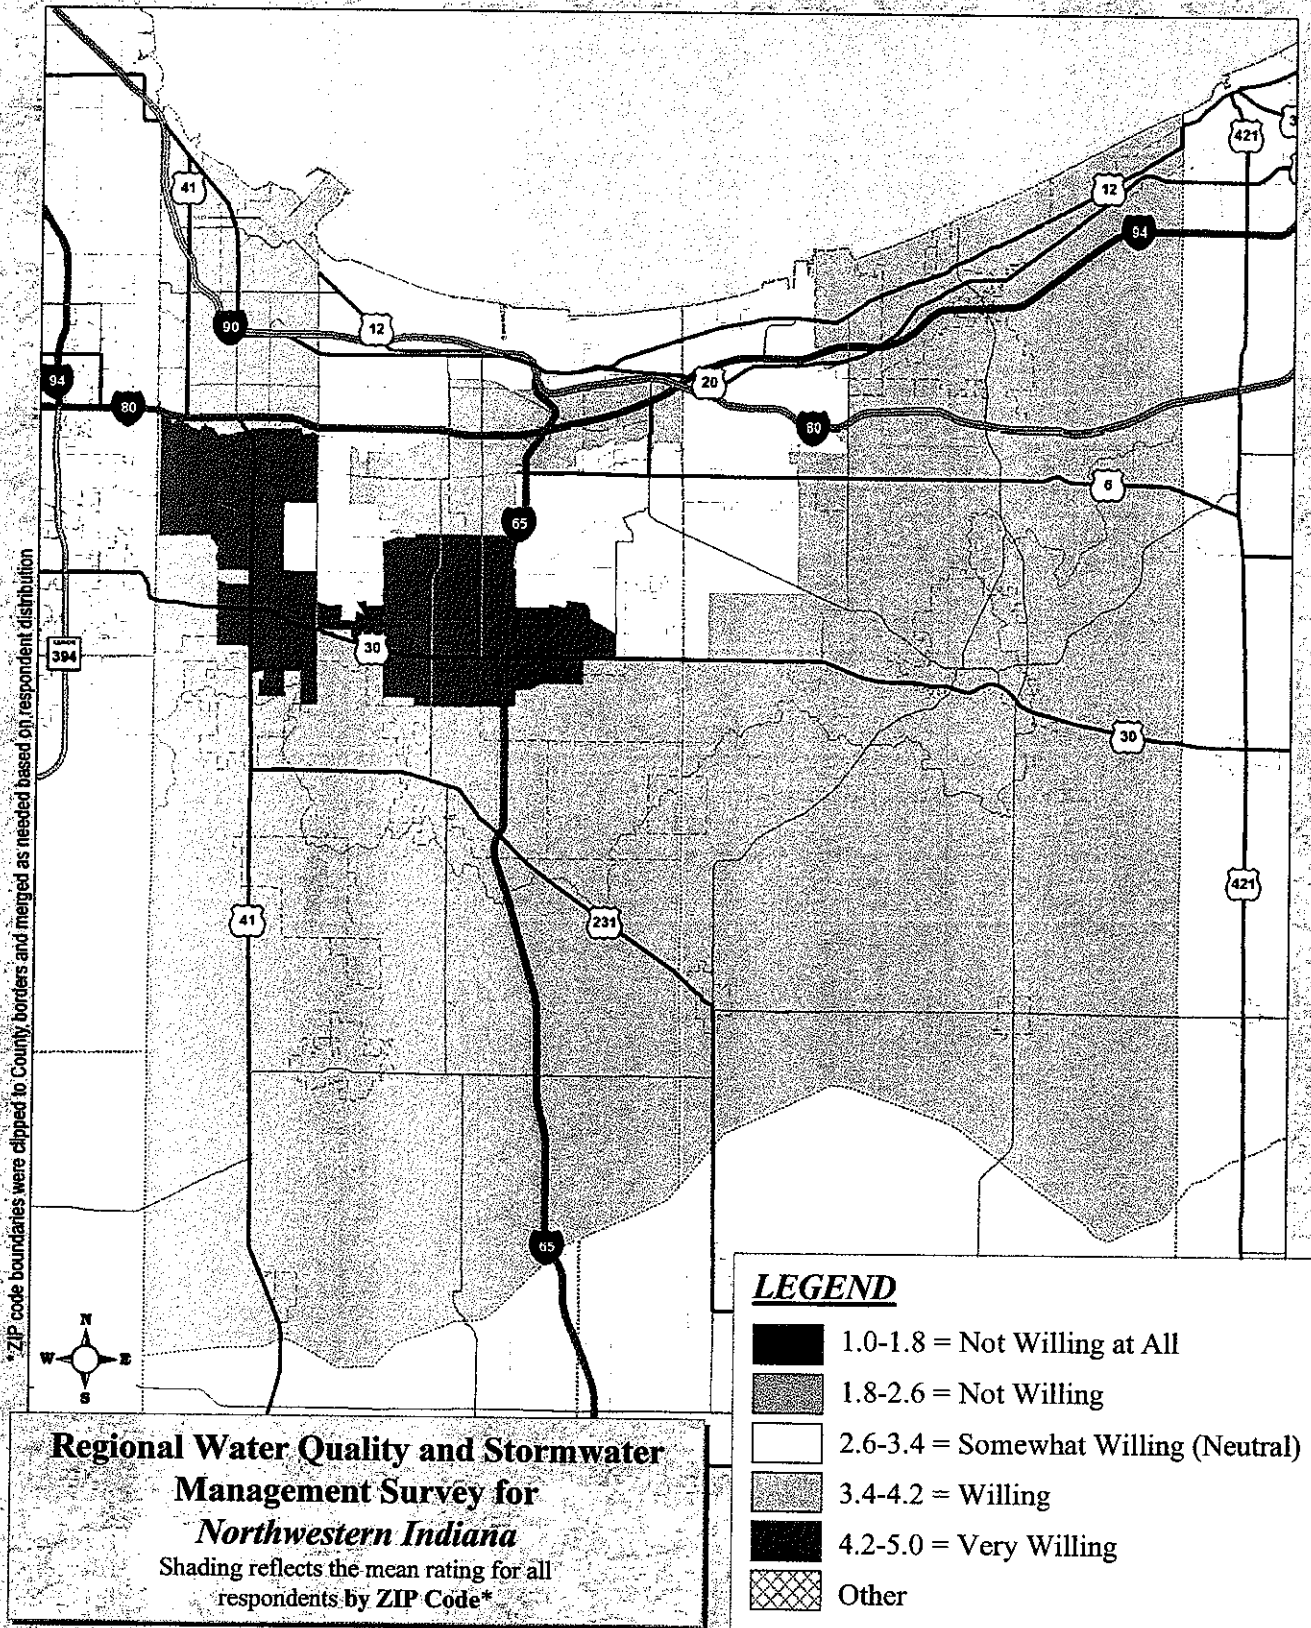 41
12
90
94
80
12
94
421
20
80
6
65
30
394
30
41
231
421
65
*ZIP code boundaries were clipped to County borders and merged as needed based on respondent distribution
N
W E
S
Regional Water Quality and Stormwater
Management Survey for
Northwestern Indiana
Shading reflects the mean rating for all
respondents by ZIP Code*
LEGEND
1.0-1.8 = Not Willing at All
1.8-2.6 = Not Willing
2.6-3.4 = Somewhat Willing (Neutral)
3.4-4.2 = Willing
4.2-5.0 = Very Willing
Other